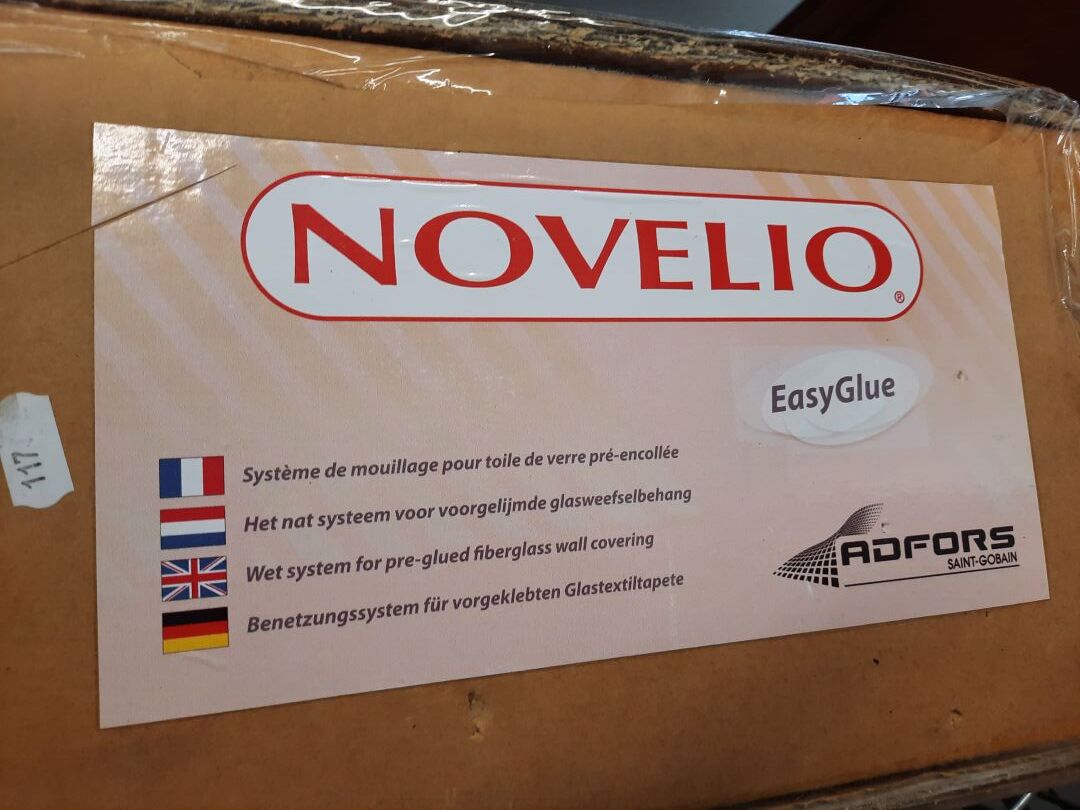 NOVELIO®
EasyGlue
Système de mouillage pour toile de verre pré-encollée
Het nat systeem voor voorgelijmde glasweefselbehang
Wet system for pre-glued fiberglass wall covering
Benetzungssystem für vorgeklebten Glastextiltapete
ADFORS
SAINT-GOBAIN